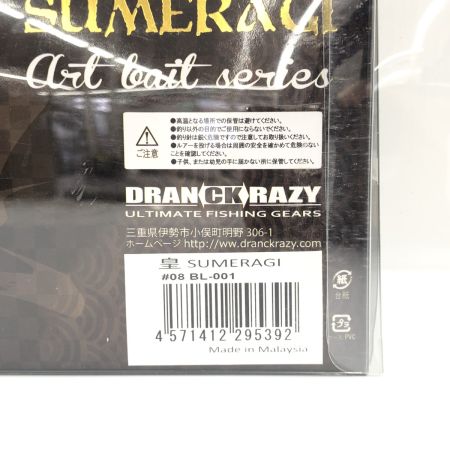 SUMERAGI
Art bait series
●高温となる場所での保管は避けてください。
●釣り以外の目的でご使用にならないでください。
●釣り針は鋭く危険ですので注意してお取り扱いください。
●ルアーを投げる場合は周囲の安全を確かめて危険のない
ことを確認してください。
●子供、または幼児の手に届かない所に保管してください。
ご注意
DRANCKRAZY
ULTIMATE FISHING GEARS
三重県伊勢市小俣町明野 306-1
ホームページ http://www.dranckrazy.com
皇 SUMERAGI
#08 BL-001
4 571412 295392
Made in Malaysia
紙
台紙
プラ
ケース PVC